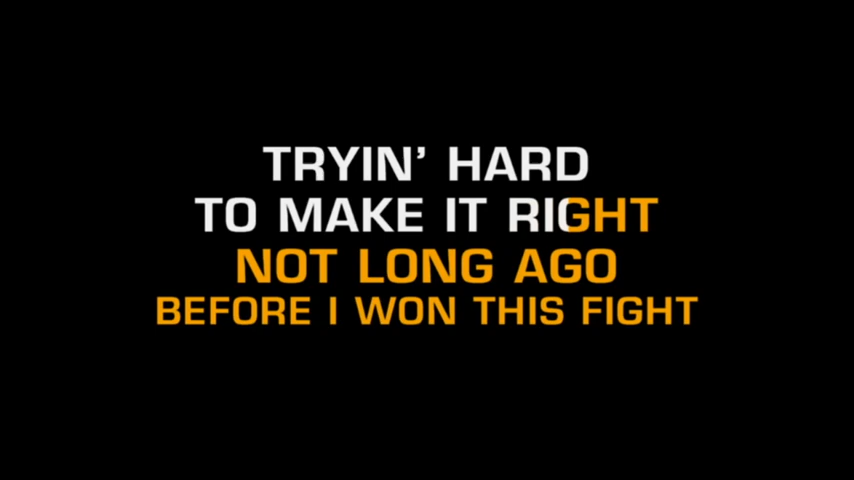 TRYIN' HARD
TO MAKE IT RIGHT
NOT LONG AGO
BEFORE I WON THIS FIGHT